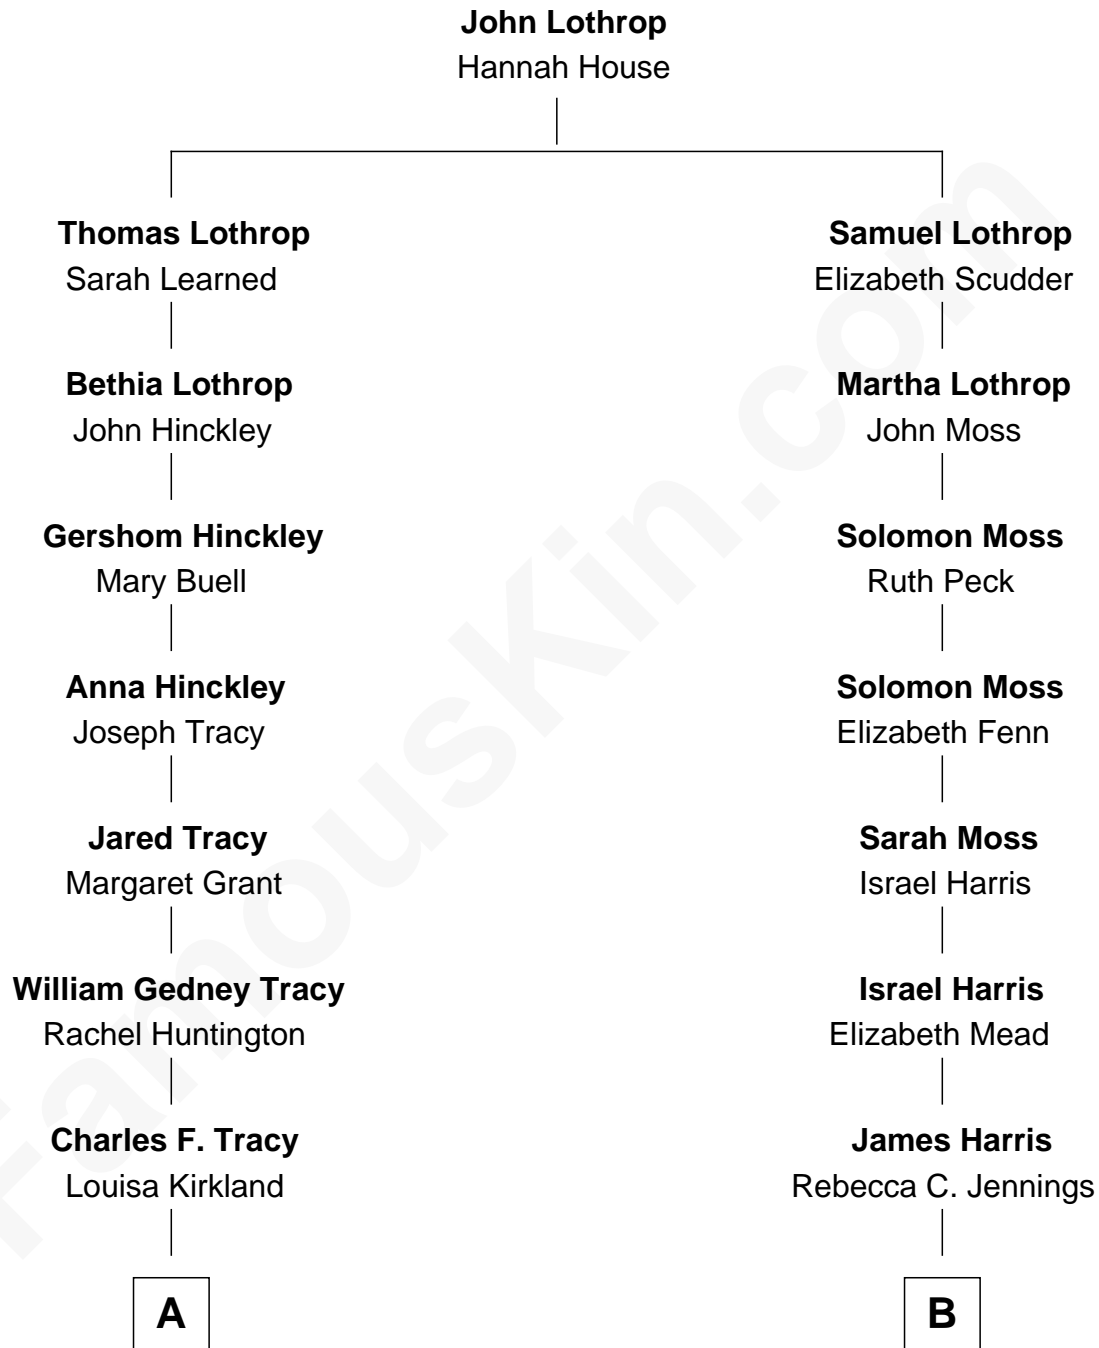 John Lothrop
Hannah House
Thomas Lothrop
Sarah Learned
Samuel Lothrop
Elizabeth Scudder
Bethia Lothrop
John Hinckley
Martha Lothrop
John Moss
Gershom Hinckley
Mary Buell
Solomon Moss
Ruth Peck
Anna Hinckley
Joseph Tracy
Solomon Moss
Elizabeth Fenn
Jared Tracy
Margaret Grant
Sarah Moss
Israel Harris
William Gedney Tracy
Rachel Huntington
Israel Harris
Elizabeth Mead
Charles F. Tracy
Louisa Kirkland
James Harris
Rebecca C. Jennings
A
B
FamousKin.com